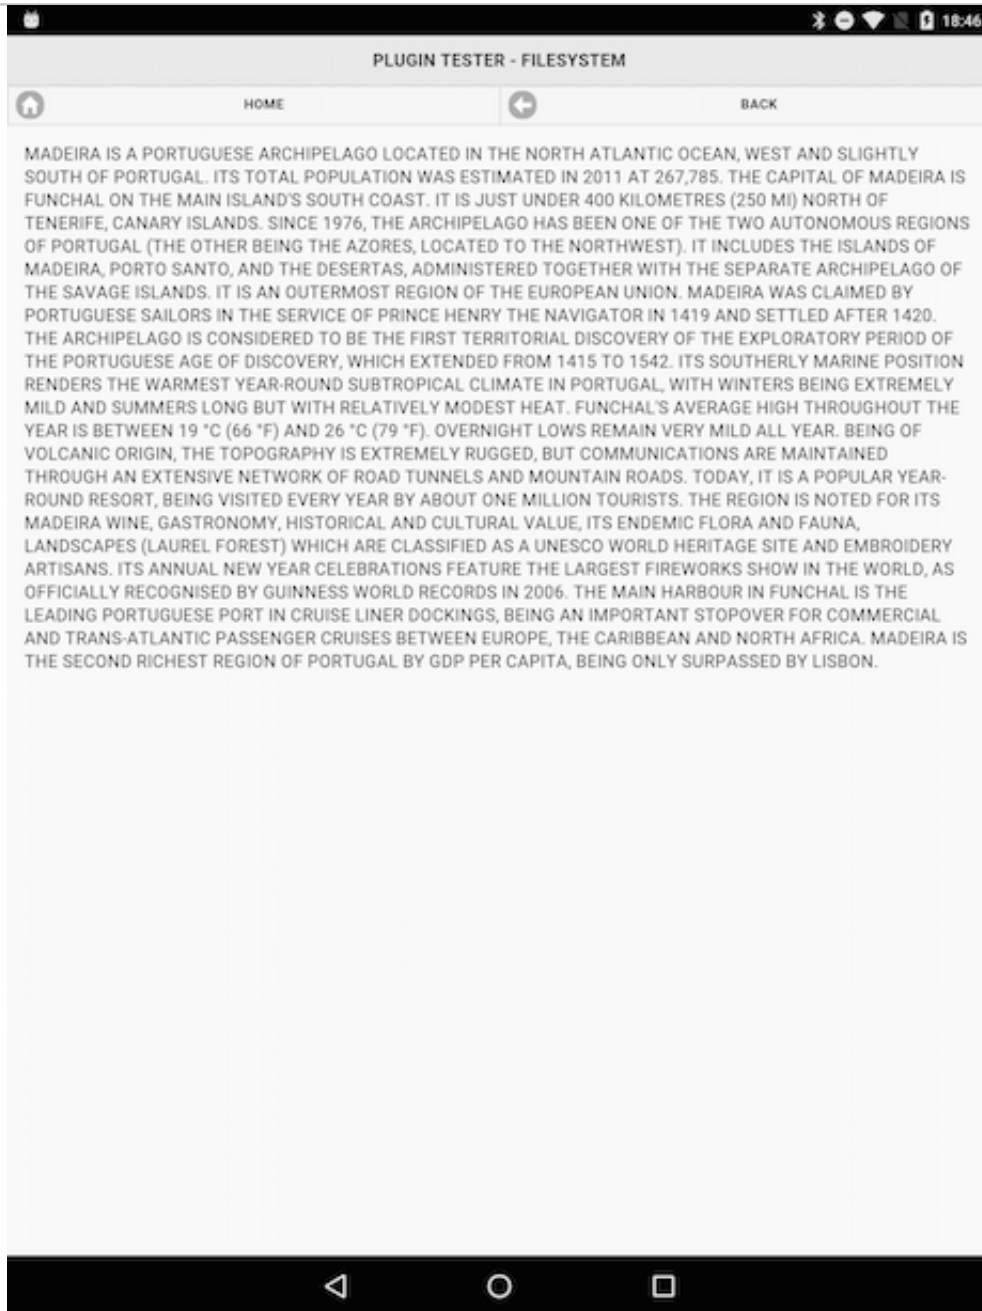 18:46
PLUGIN TESTER - FILESYSTEM
HOME
BACK
MADEIRA IS A PORTUGUESE ARCHIPELAGO LOCATED IN THE NORTH ATLANTIC OCEAN, WEST AND SLIGHTLY
SOUTH OF PORTUGAL. ITS TOTAL POPULATION WAS ESTIMATED IN 2011 AT 267,785. THE CAPITAL OF MADEIRA IS
FUNCHAL ON THE MAIN ISLAND'S SOUTH COAST. IT IS JUST UNDER 400 KILOMETRES (250 MI) NORTH OF
TENERIFE, CANARY ISLANDS. SINCE 1976, THE ARCHIPELAGO HAS BEEN ONE OF THE TWO AUTONOMOUS REGIONS
OF PORTUGAL (THE OTHER BEING THE AZORES, LOCATED TO THE NORTHWEST). IT INCLUDES THE ISLANDS OF
MADEIRA, PORTO SANTO, AND THE DESERTAS, ADMINISTERED TOGETHER WITH THE SEPARATE ARCHIPELAGO OF
THE SAVAGE ISLANDS. IT IS AN OUTERMOST REGION OF THE EUROPEAN UNION. MADEIRA WAS CLAIMED BY
PORTUGUESE SAILORS IN THE SERVICE OF PRINCE HENRY THE NAVIGATOR IN 1419 AND SETTLED AFTER 1420.
THE ARCHIPELAGO IS CONSIDERED TO BE THE FIRST TERRITORIAL DISCOVERY OF THE EXPLORATORY PERIOD OF
THE PORTUGUESE AGE OF DISCOVERY, WHICH EXTENDED FROM 1415 TO 1542. ITS SOUTHERLY MARINE POSITION
RENDERS THE WARMEST YEAR-ROUND SUBTROPICAL CLIMATE IN PORTUGAL, WITH WINTERS BEING EXTREMELY
MILD AND SUMMERS LONG BUT WITH RELATIVELY MODEST HEAT. FUNCHAL'S AVERAGE HIGH THROUGHOUT THE
YEAR IS BETWEEN 19 °C (66 °F) AND 26 °C (79 °F). OVERNIGHT LOWS REMAIN VERY MILD ALL YEAR. BEING OF
VOLCANIC ORIGIN, THE TOPOGRAPHY IS EXTREMELY RUGGED, BUT COMMUNICATIONS ARE MAINTAINED
THROUGH AN EXTENSIVE NETWORK OF ROAD TUNNELS AND MOUNTAIN ROADS. TODAY, IT IS A POPULAR YEAR-
ROUND RESORT, BEING VISITED EVERY YEAR BY ABOUT ONE MILLION TOURISTS. THE REGION IS NOTED FOR ITS
MADEIRA WINE, GASTRONOMY, HISTORICAL AND CULTURAL VALUE, ITS ENDEMIC FLORA AND FAUNA,
LANDSCAPES (LAUREL FOREST) WHICH ARE CLASSIFIED AS A UNESCO WORLD HERITAGE SITE AND EMBROIDERY
ARTISANS. ITS ANNUAL NEW YEAR CELEBRATIONS FEATURE THE LARGEST FIREWORKS SHOW IN THE WORLD, AS
OFFICIALLY RECOGNISED BY GUINNESS WORLD RECORDS IN 2006. THE MAIN HARBOUR IN FUNCHAL IS THE
LEADING PORTUGUESE PORT IN CRUISE LINER DOCKINGS, BEING AN IMPORTANT STOPOVER FOR COMMERCIAL
AND TRANS-ATLANTIC PASSENGER CRUISES BETWEEN EUROPE, THE CARIBBEAN AND NORTH AFRICA. MADEIRA IS
THE SECOND RICHEST REGION OF PORTUGAL BY GDP PER CAPITA, BEING ONLY SURPASSED BY LISBON.